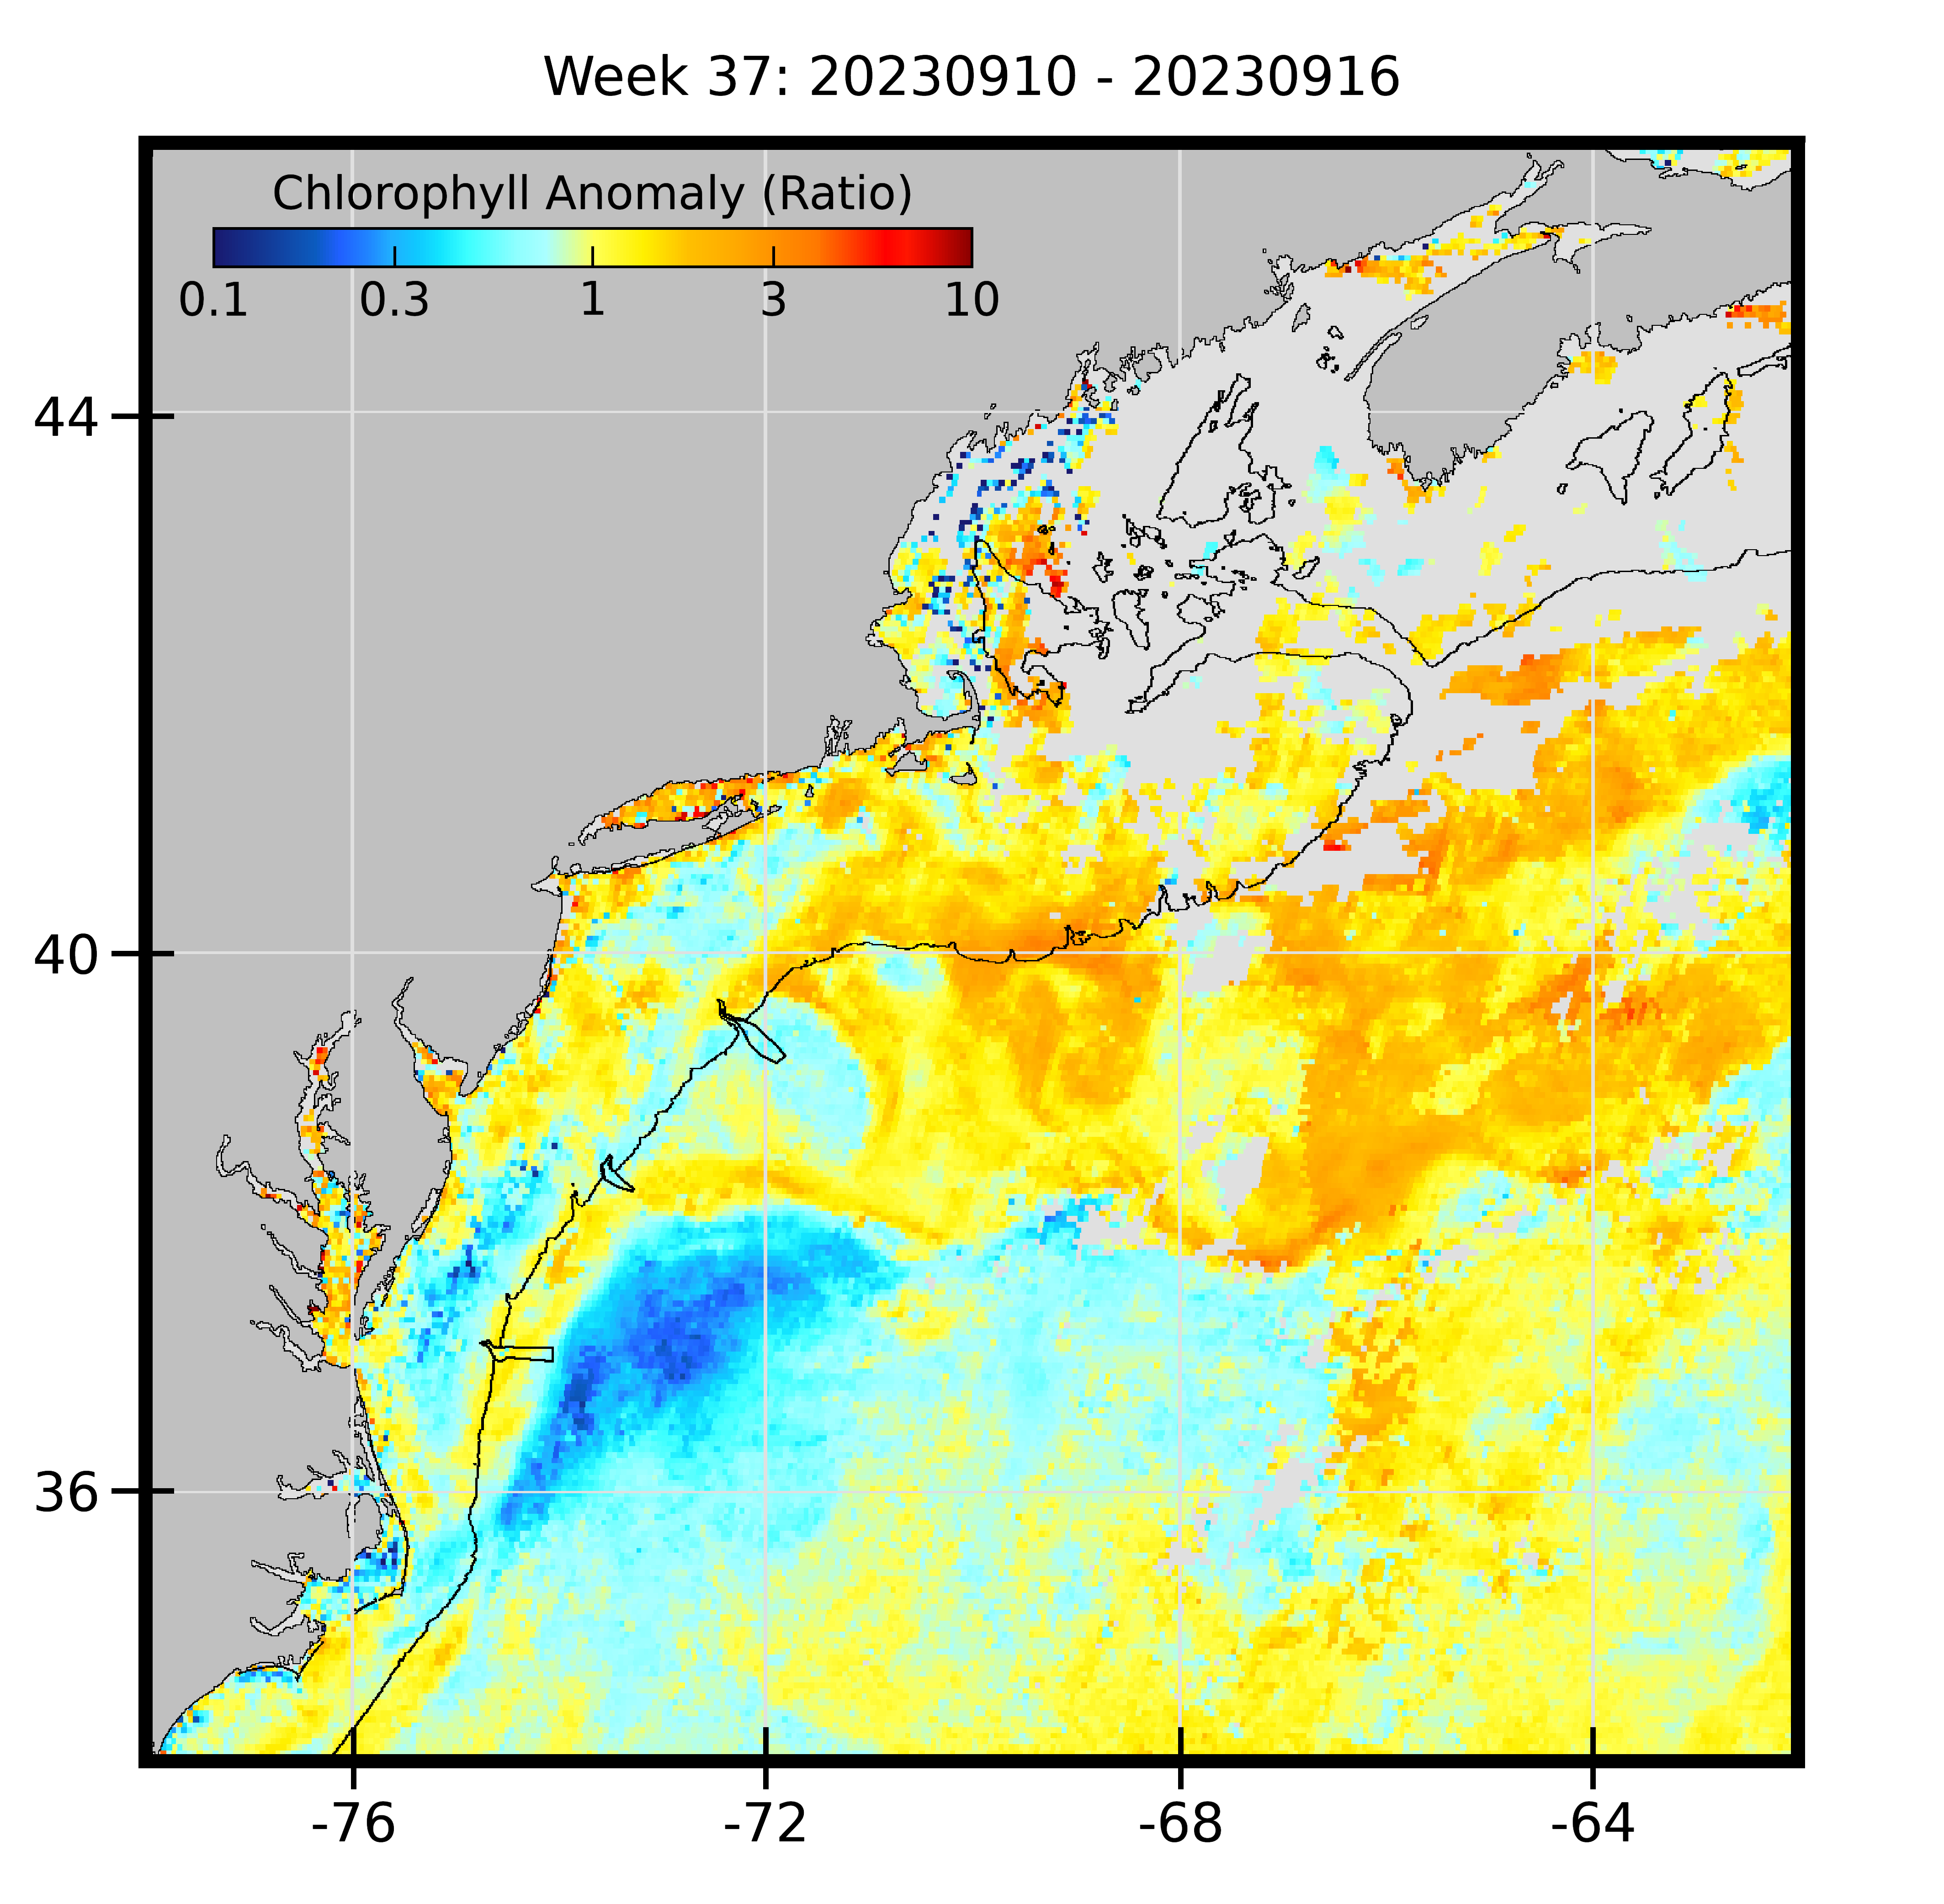 Week 37: 20230910 - 20230916
Chlorophyll Anomaly (Ratio)
0.1 0.3 1 3 10
44
40
36
-76 -72 -68 -64